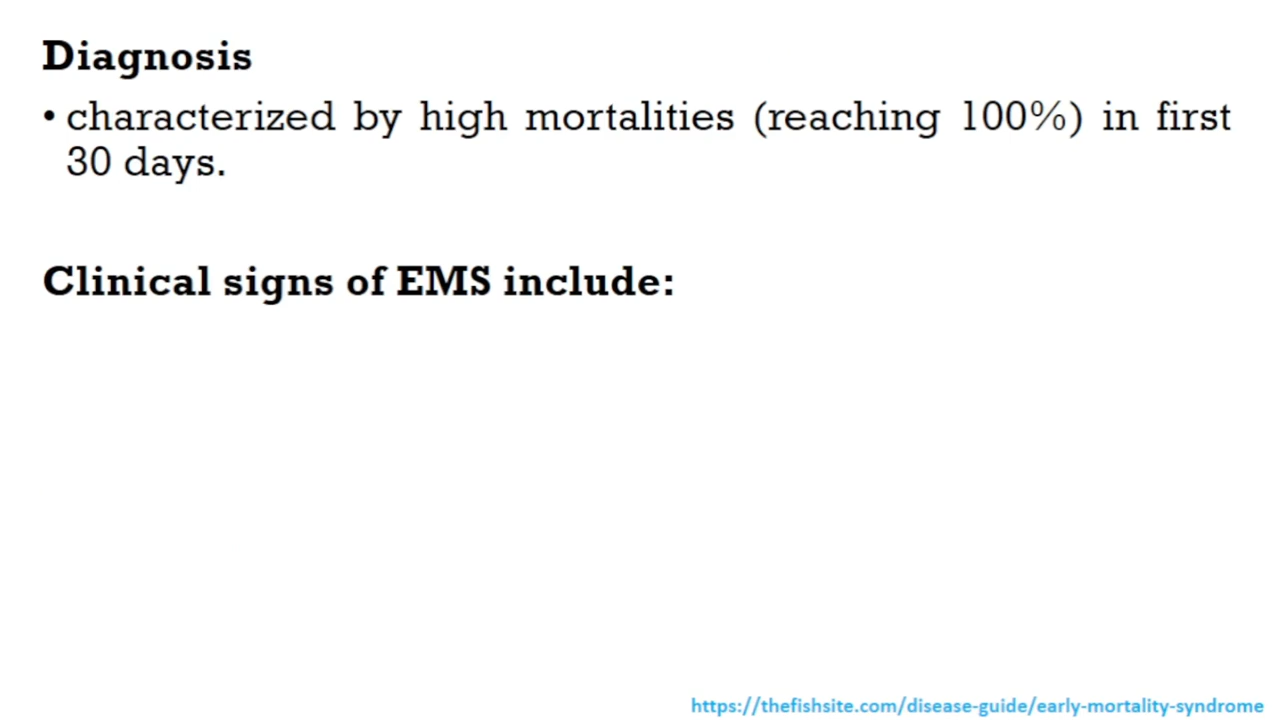 Diagnosis
• characterized by high mortalities (reaching 100%) in first
30 days.
Clinical signs of EMS include:
https://thefishsite.com/disease-guide/early-mortality-syndrome